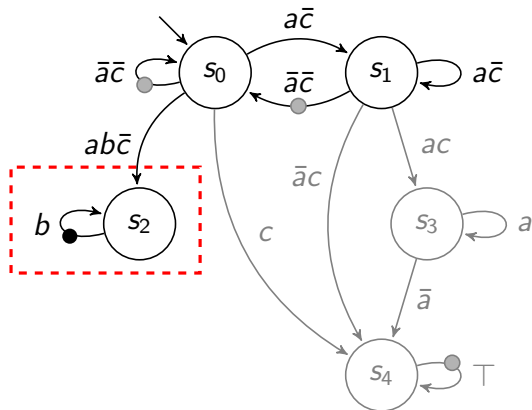 ac̄
āc̄ s₀ āc̄ s₁ ac̄
abc̄ āc ac
b s₂ c s₃ a
ā
s₄ ⊤